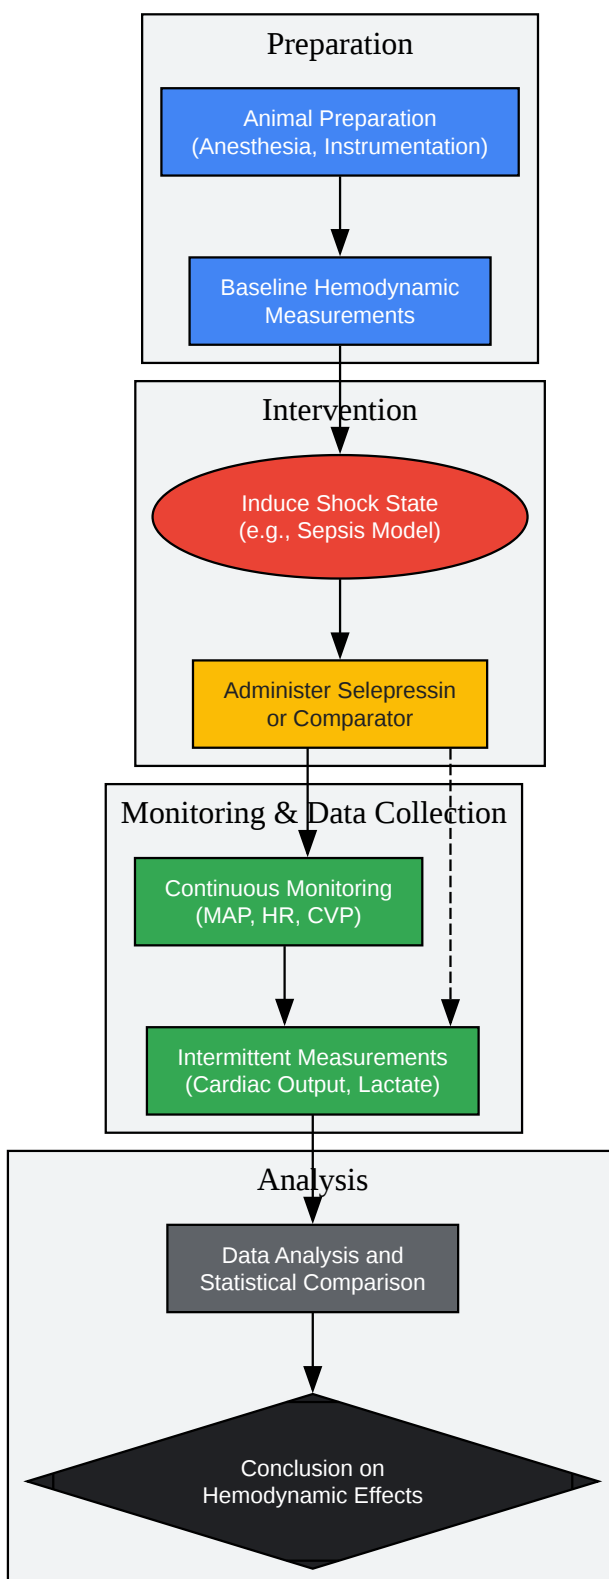 Preparation
Animal Preparation
(Anesthesia, Instrumentation)
Baseline Hemodynamic
Measurements
Intervention
Induce Shock State
(e.g., Sepsis Model)
Administer Selepressin
or Comparator
Monitoring & Data Collection
Continuous Monitoring
(MAP, HR, CVP)
Intermittent Measurements
(Cardiac Output, Lactate)
Analysis
Data Analysis and
Statistical Comparison
Conclusion on
Hemodynamic Effects